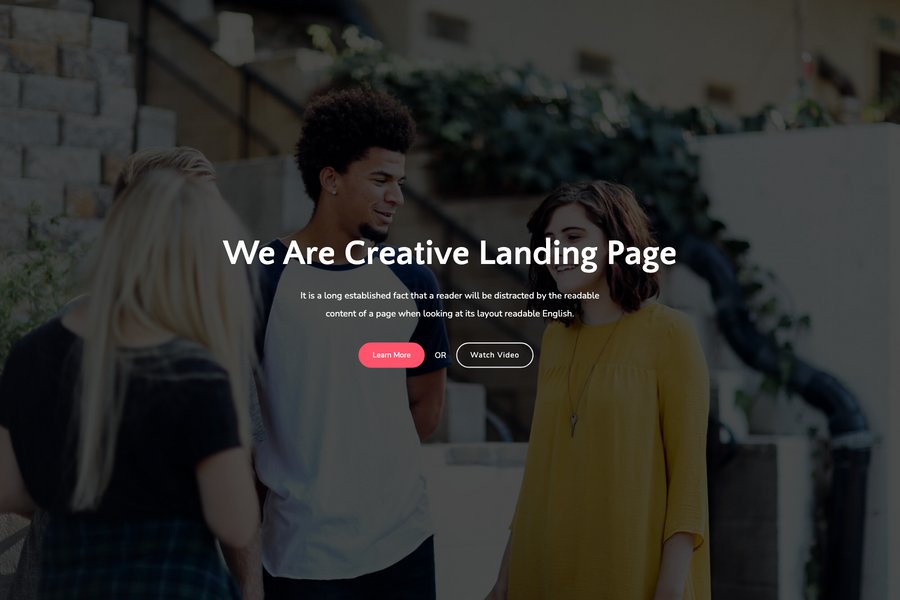 We Are Creative Landing Page
It is a long established fact that a reader will be distracted by the readable
content of a page when looking at its layout readable English.
Learn More OR Watch Video